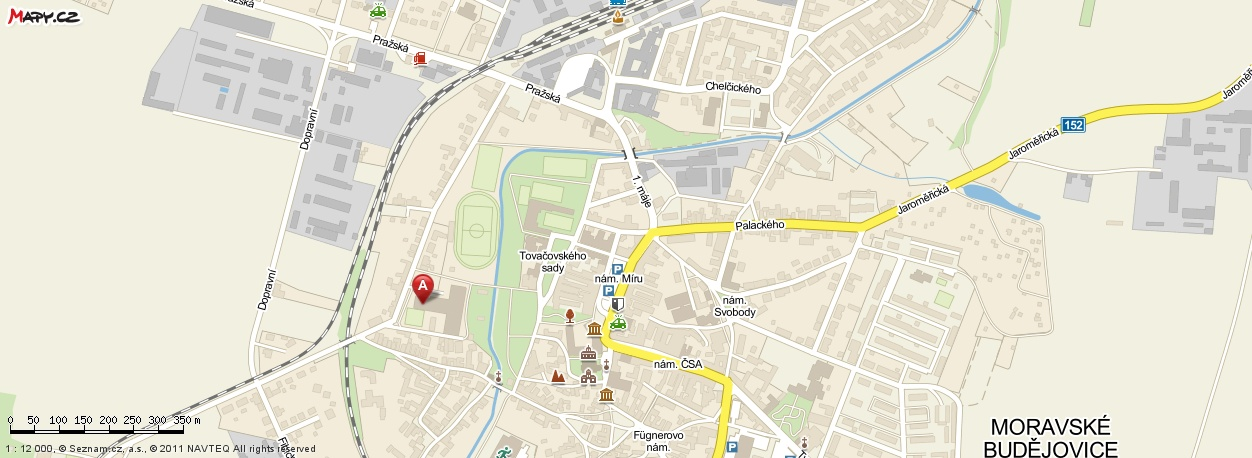 MAPY.CZ
Pražská
Pražská
Chelčického
Dopravní
1. máje
Jaroměřická
152
Jaroměřická
Jaroměřická
Palackého
Tovačovského
sady
P
nám. Míru
P
A
Dopravní
nám.
Svobody
nám. ČSA
Fügnerovo
nám.
P
P
MORAVSKÉ
BUDĚJOVICE
0 50 100 150 200 250 300 350 m
1 : 12 000, © Seznam.cz, a.s., © 2011 NAVTEQ All rights reserved